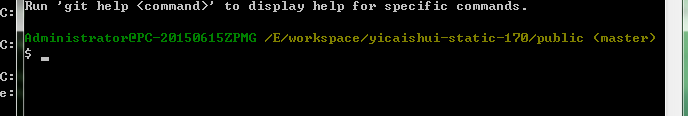 C:
Run 'git help <command>' to display help for specific commands.
C:
Administrator@PC-20150615ZPMG /E/workspace/yicaishui-static-170/public (master)
$
C:
e: